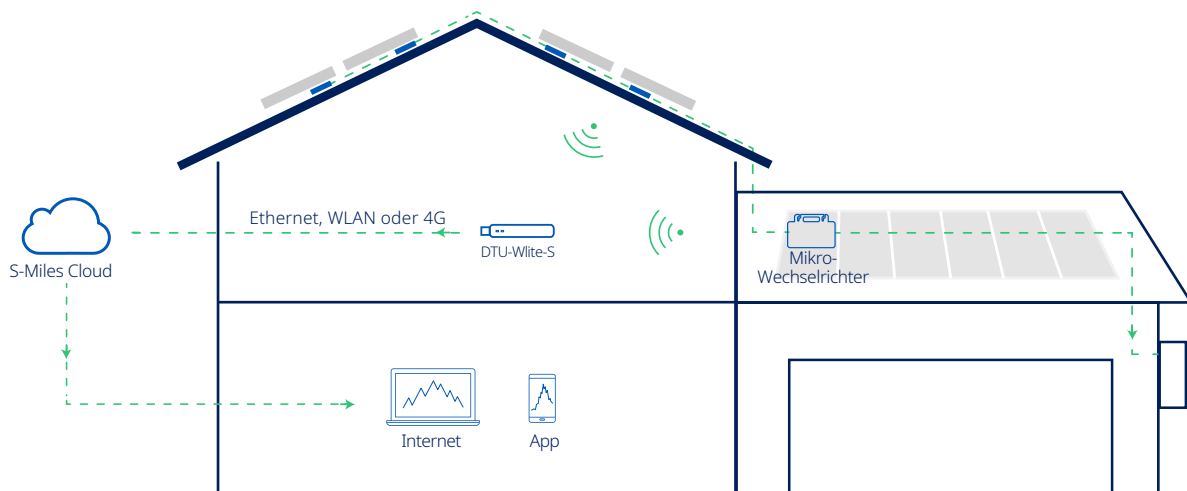 Ethernet, WLAN oder 4G
DTU-Wlite-S
S-Miles Cloud
Mikro-
Wechselrichter
Internet
App